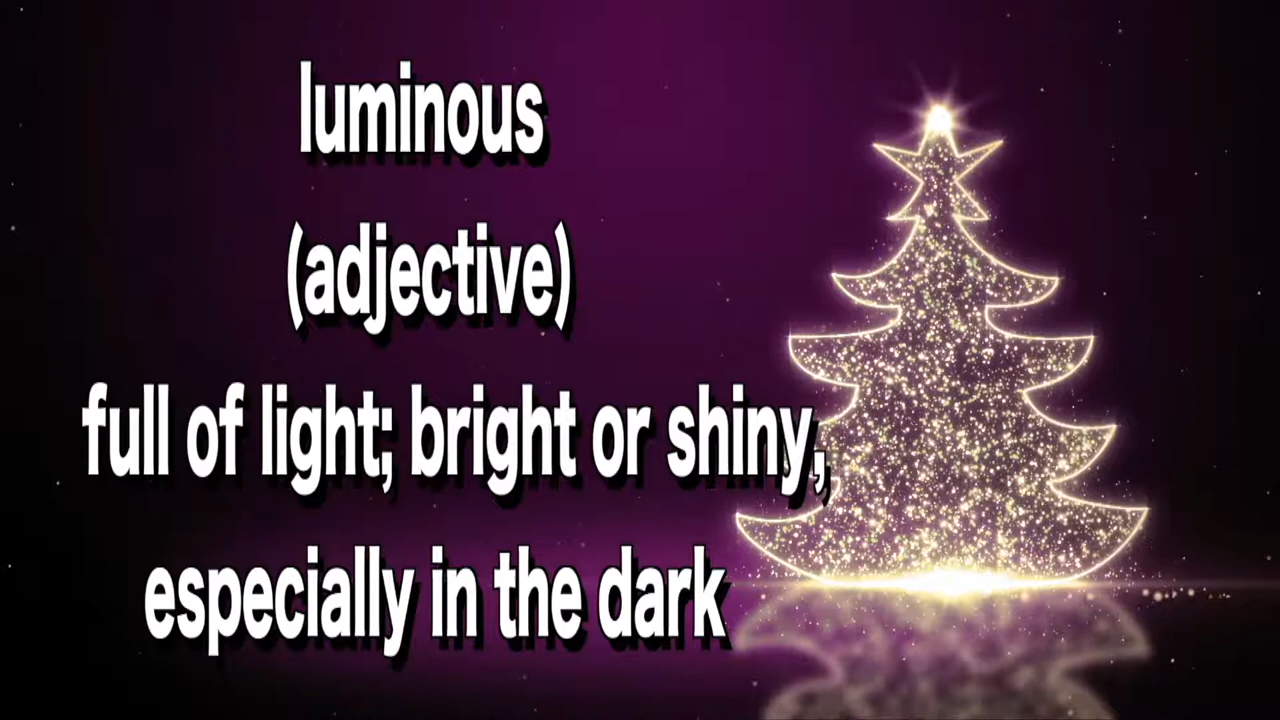 luminous
(adjective)
full of light; bright or shiny,
especially in the dark